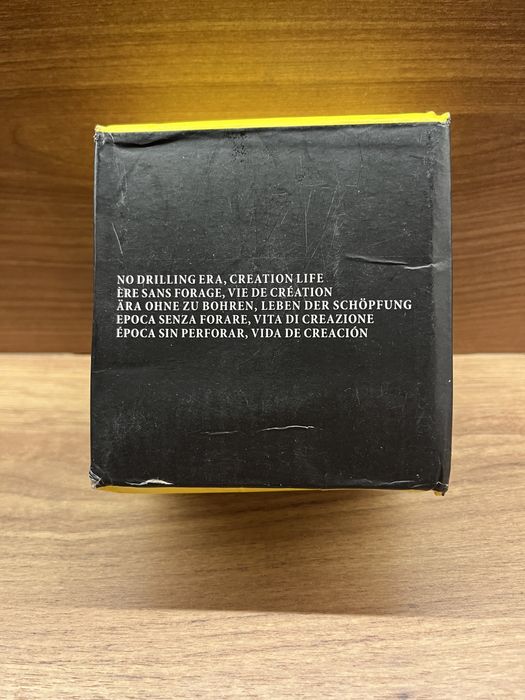 NO DRILLING ERA, CREATION LIFE
ÈRE SANS FORAGE, VIE DE CRÉATION
ÄRA OHNE ZU BOHREN, LEBEN DER SCHÖPFUNG
EPOCA SENZA FORARE, VITA DI CREAZIONE
ÉPOCA SIN PERFORAR, VIDA DE CREACIÓN